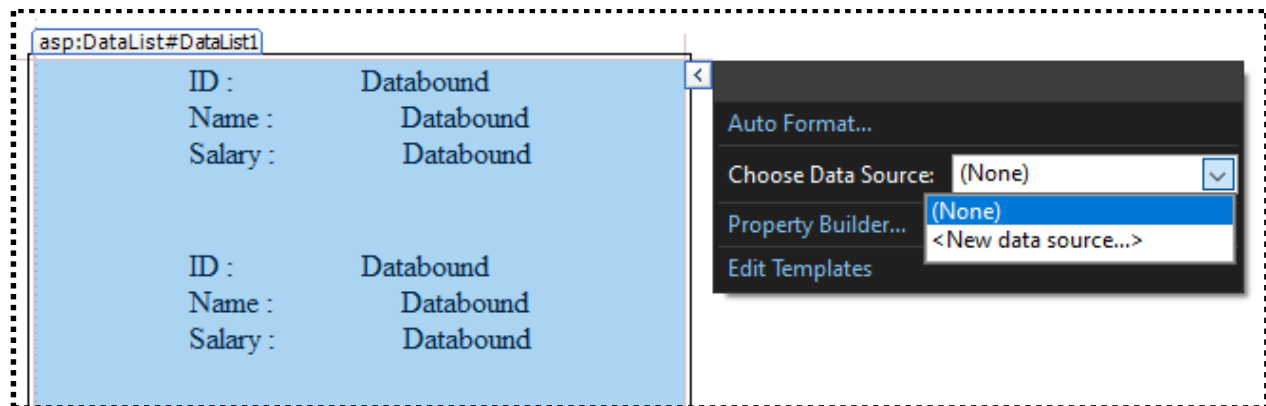 asp:DataList#DataList1
ID : Databound
Name : Databound
Salary : Databound
ID : Databound
Name : Databound
Salary : Databound
<
Auto Format...
Choose Data Source: (None)
(None)
<New data source...>
Property Builder...
Edit Templates